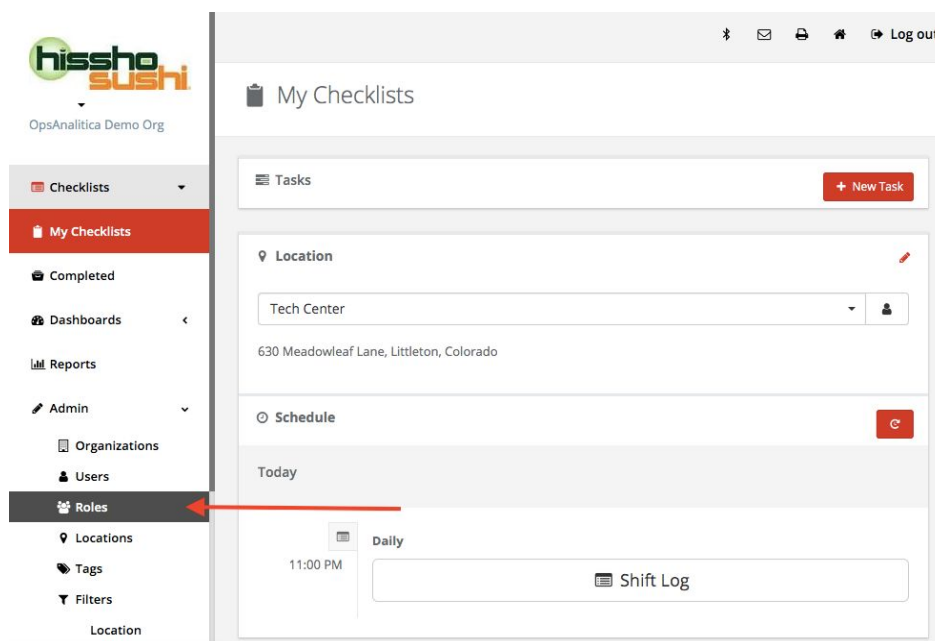 hissho
sushi
OpsAnalitica Demo Org
Checklists
My Checklists
Completed
Dashboards
Reports
Admin
Organizations
Users
Roles
Locations
Tags
Filters
Location
Log out
My Checklists
Tasks
+ New Task
Location
Tech Center
630 Meadowleaf Lane, Littleton, Colorado
Schedule
Today
11:00 PM
Daily
Shift Log